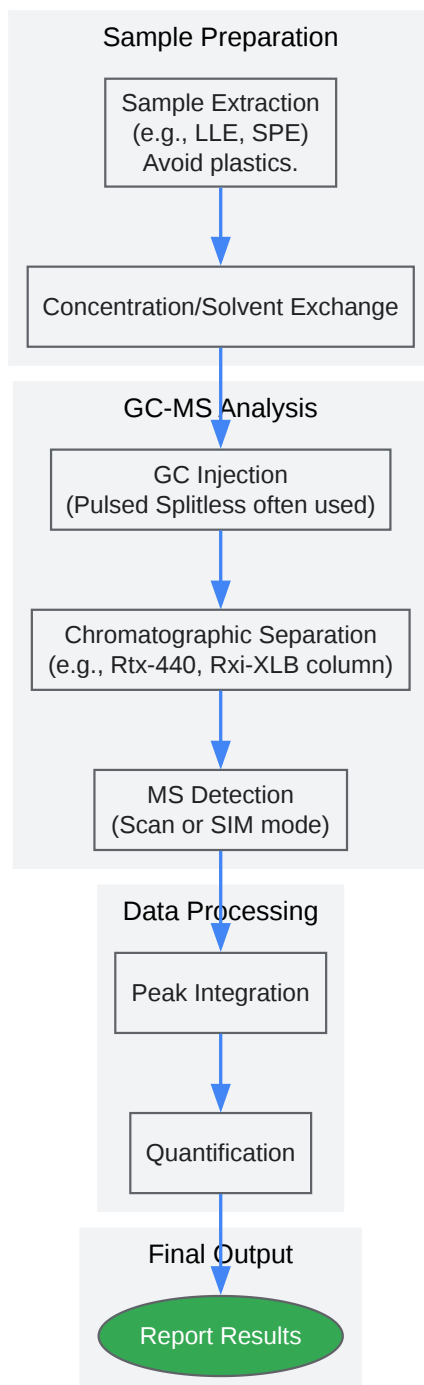 Sample Preparation
Sample Extraction
(e.g., LLE, SPE)
Avoid plastics.
Concentration/Solvent Exchange
GC-MS Analysis
GC Injection
(Pulsed Splitless often used)
Chromatographic Separation
(e.g., Rtx-440, Rxi-XLB column)
MS Detection
(Scan or SIM mode)
Data Processing
Peak Integration
Quantification
Final Output
Report Results